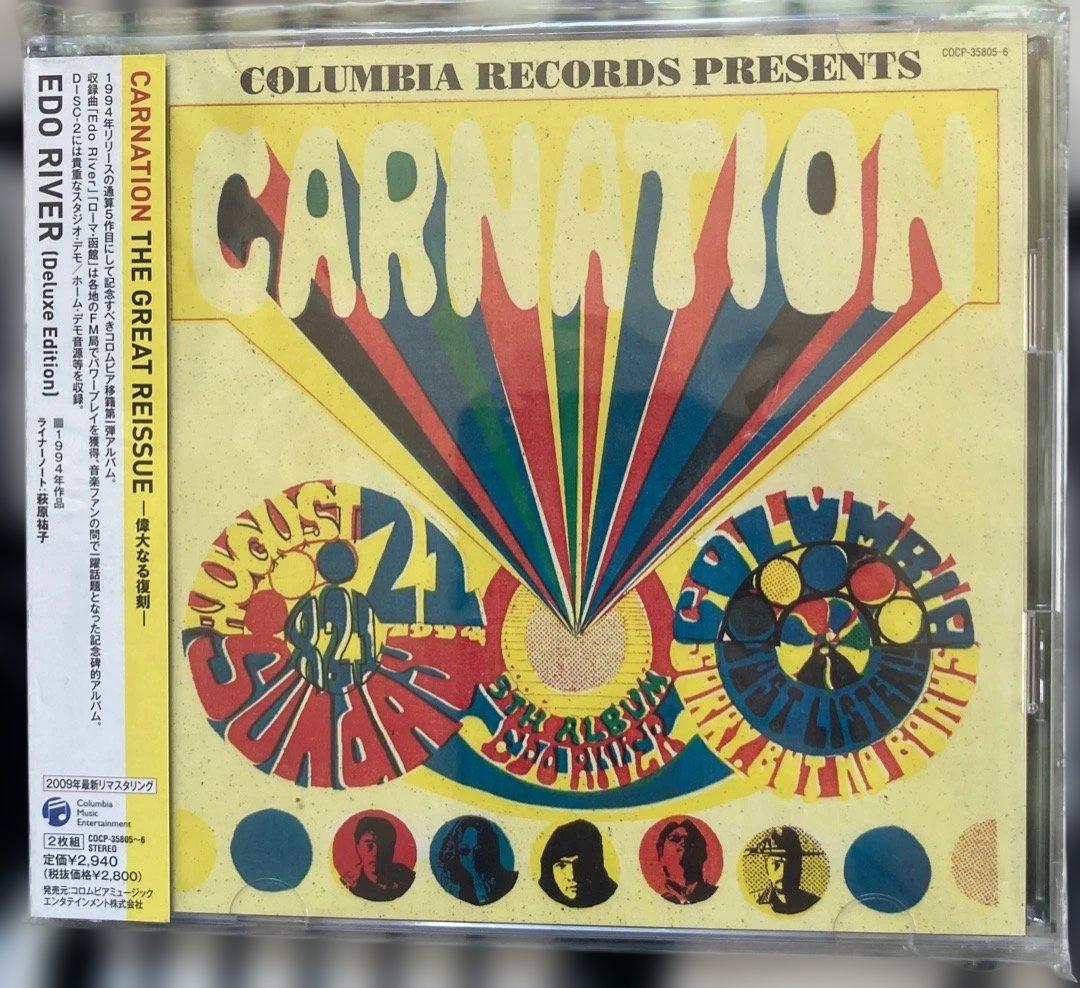 CARNATION THE GREAT REISSUE ―偉大なる復刻―
1994年リリースの通算5作目にして記念すべきコロムビア移籍第一弾アルバム。
収録曲「Edo River」「ローマ・函館」は各地のFM局でパワープレイを獲得、音楽ファンの間で一躍話題となった記念碑的アルバム。
DISC-2には貴重なスタジオ・デモ／ホーム・デモ音源等を収録。
EDO RIVER (Deluxe Edition)
■1994年作品
ライナーノート:萩原祐子
2009年最新リマスタリング
Columbia
Music
Entertainment
2枚組 COCP-35805~6
STEREO
定価¥2,940
(税抜価格¥2,800)
発売元:コロムビアミュージック
エンタテインメント株式会社
COCP-35805-6
COLUMBIA RECORDS PRESENTS
CARNATION
AUGUST 21
821
1994
SUNDAY
5TH ALBUM
EDO RIVER
COLUMBIA
SORRY, BUT NO BONUS